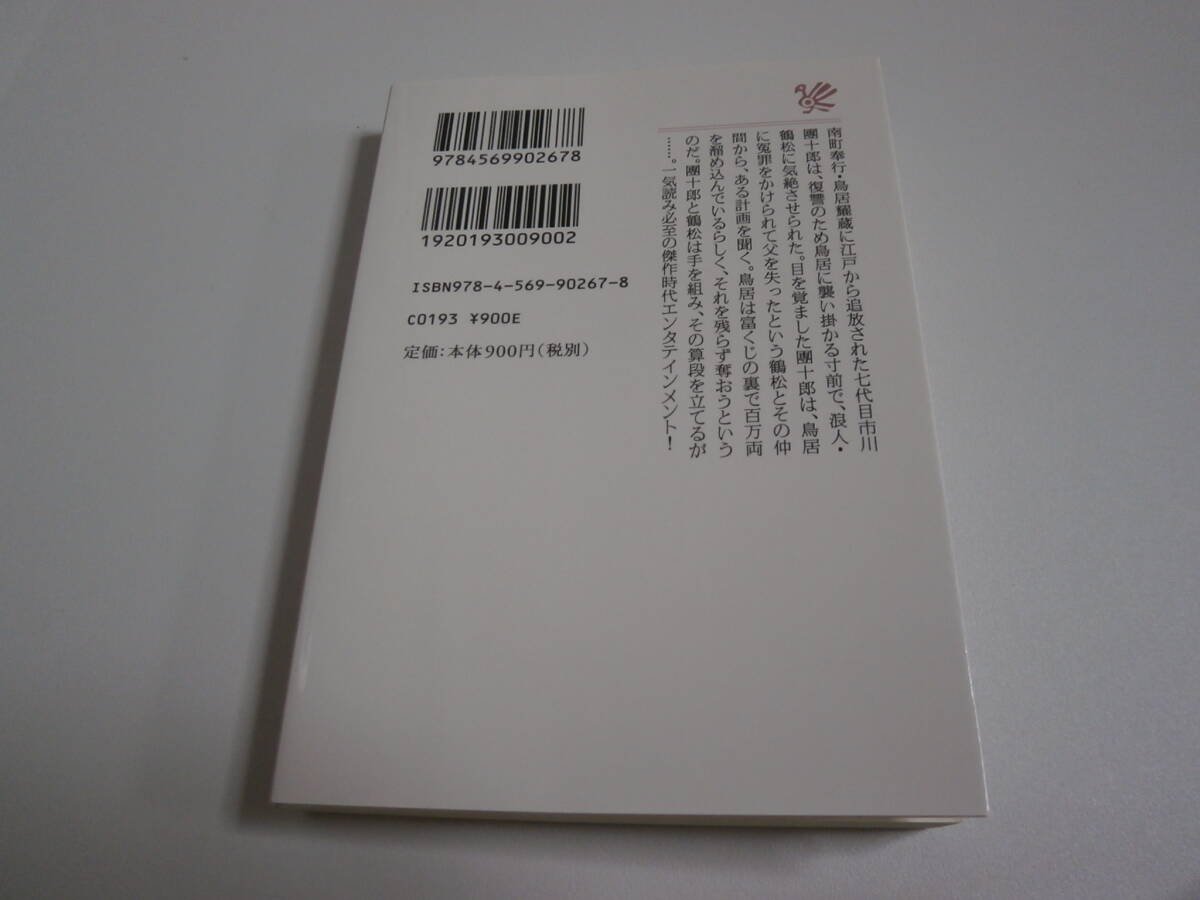 9784569902678
1920193009002
ISBN978-4-569-90267-8
C0193 ¥900E
定価:本体900円(税別)
南町奉行・鳥居耀蔵に江戸から追放された七代目市川
團十郎は、復讐のため鳥居に襲い掛かる寸前で、浪人・
鶴松に気絶させられた。目を覚ました團十郎は、鳥居
に冤罪をかけられて父を失ったという鶴松とその仲
間から、ある計画を聞く。鳥居は富くじの裏で百万両
を溜め込んでいるらしく、それを残らず奪おうという
のだ。團十郎と鶴松は手を組み、その算段を立てるが
……。一気読み必至の傑作時代エンタテインメント!